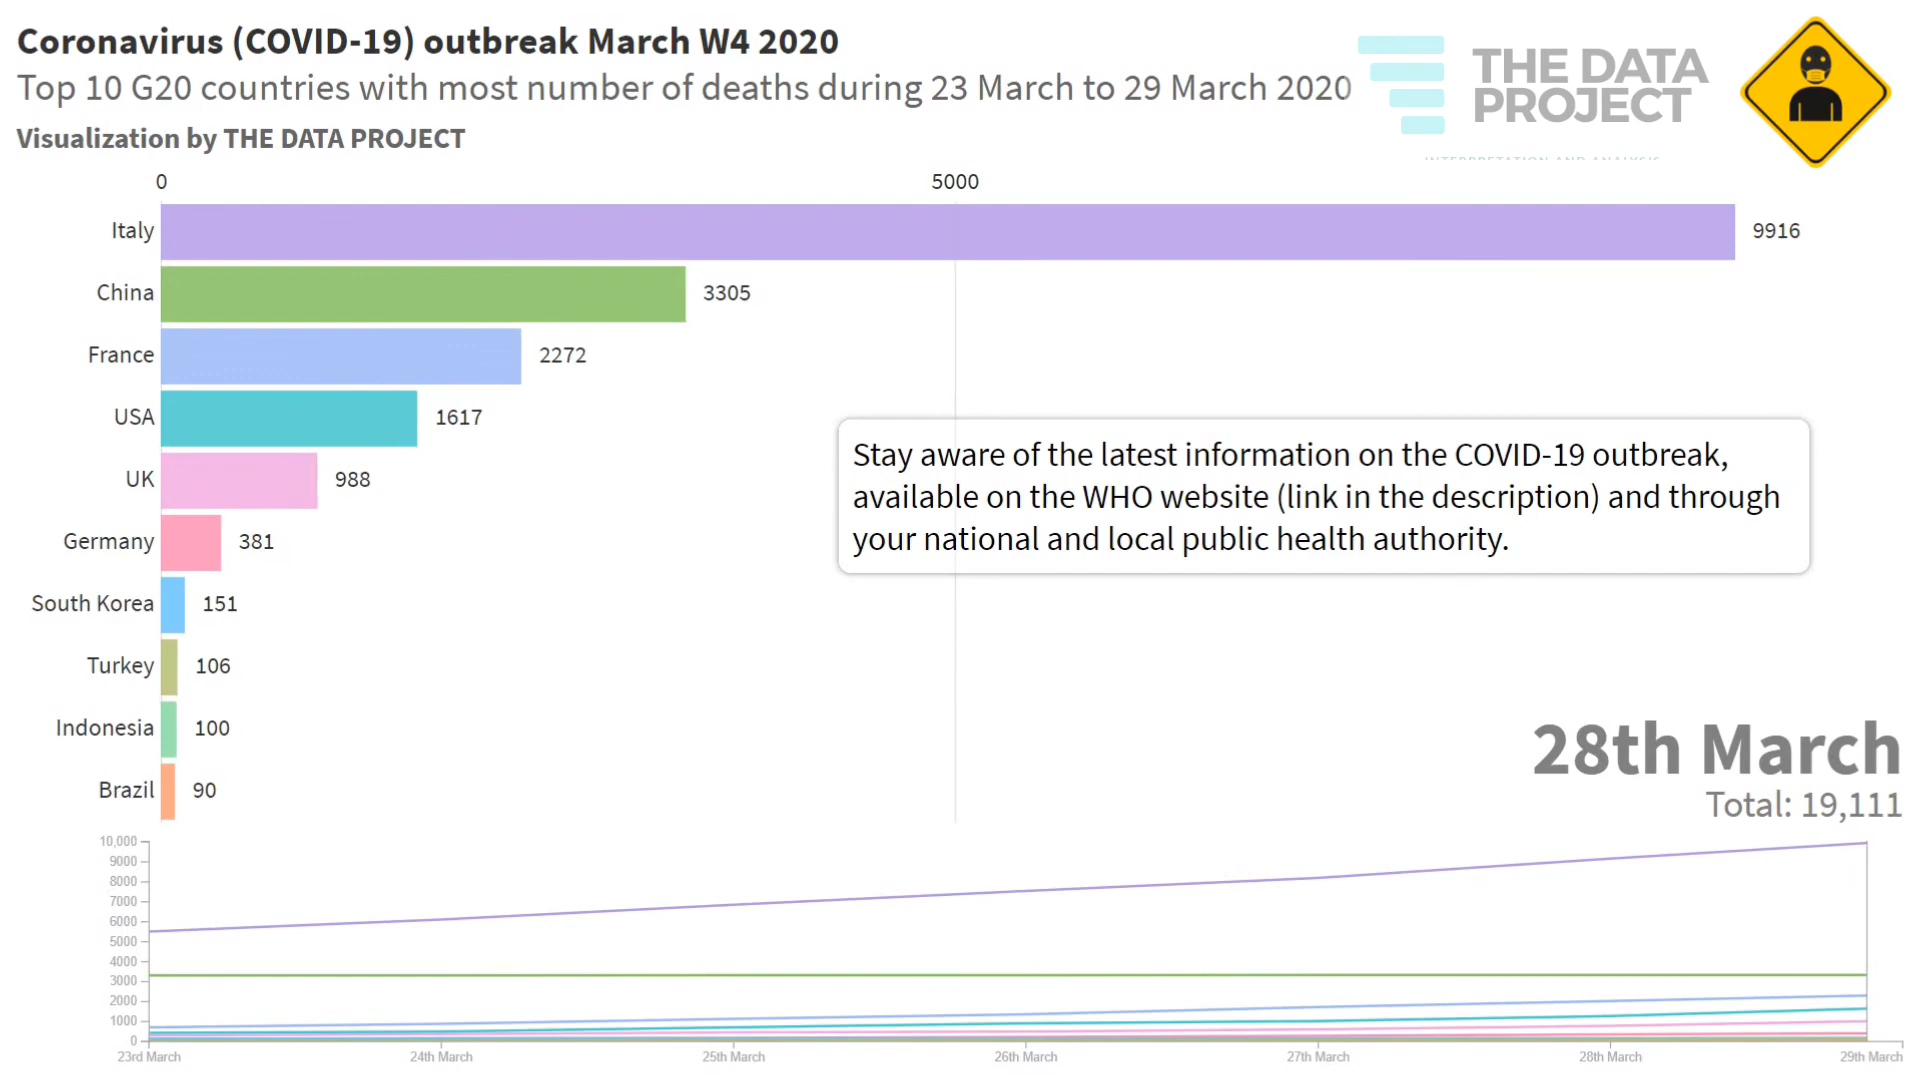 Coronavirus (COVID-19) outbreak March W4 2020
Top 10 G20 countries with most number of deaths during 23 March to 29 March 2020
Visualization by THE DATA PROJECT
THE DATA
PROJECT
0 5000
Italy 9916
China 3305
France 2272
USA 1617
UK 988
Germany 381
South Korea 151
Turkey 106
Indonesia 100
Brazil 90
Stay aware of the latest information on the COVID-19 outbreak,
available on the WHO website (link in the description) and through
your national and local public health authority.
28th March
Total: 19,111
10,000
9000
8000
7000
6000
5000
4000
3000
2000
1000
0
23rd March 24th March 25th March 26th March 27th March 28th March 29th March